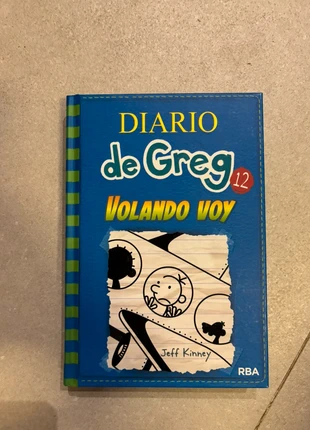 DIARIO
de Greg 12
VOLANDO VOY
Jeff Kinney
RBA